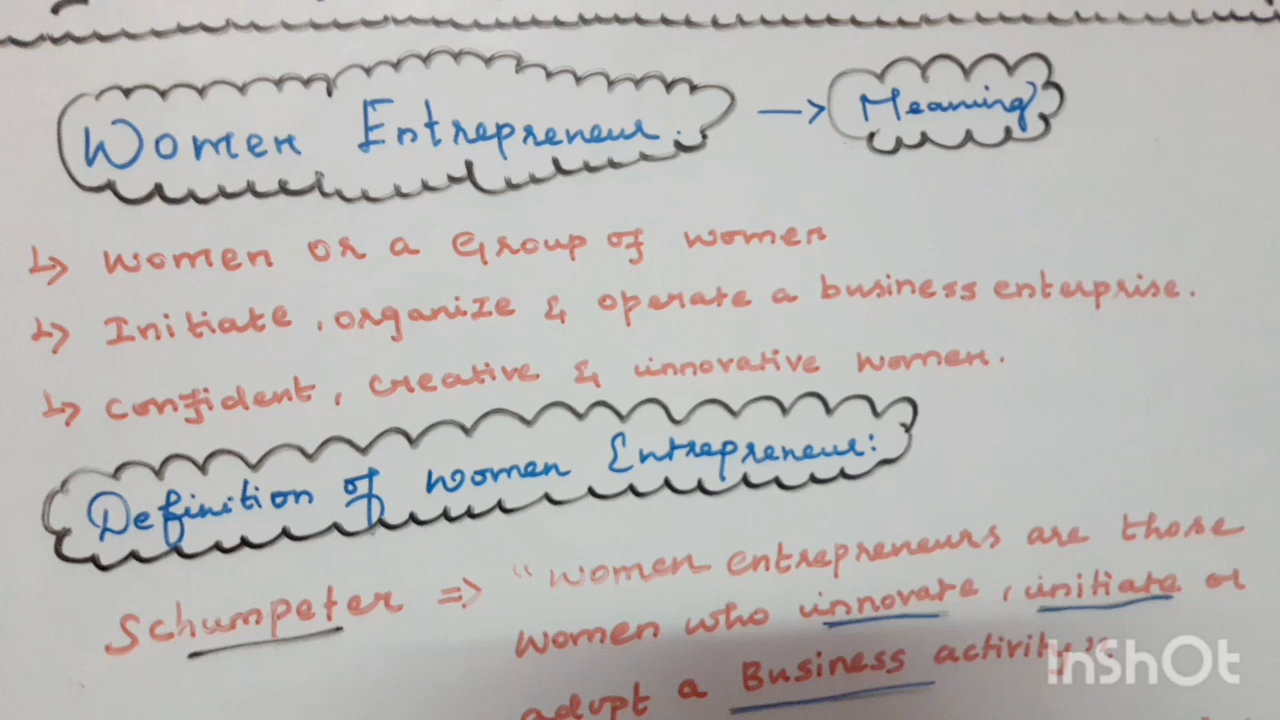 Women Entrepreneur. → Meaning
↳ Women or a Group of women
↳ Initiate, organize & operate a business enterprise.
↳ confident, creative & innovative women.
Definition of women Entrepreneur:
Schumpeter => "women entrepreneurs are those
women who innovate, initiate or
adopt a Business activity".
InShOt